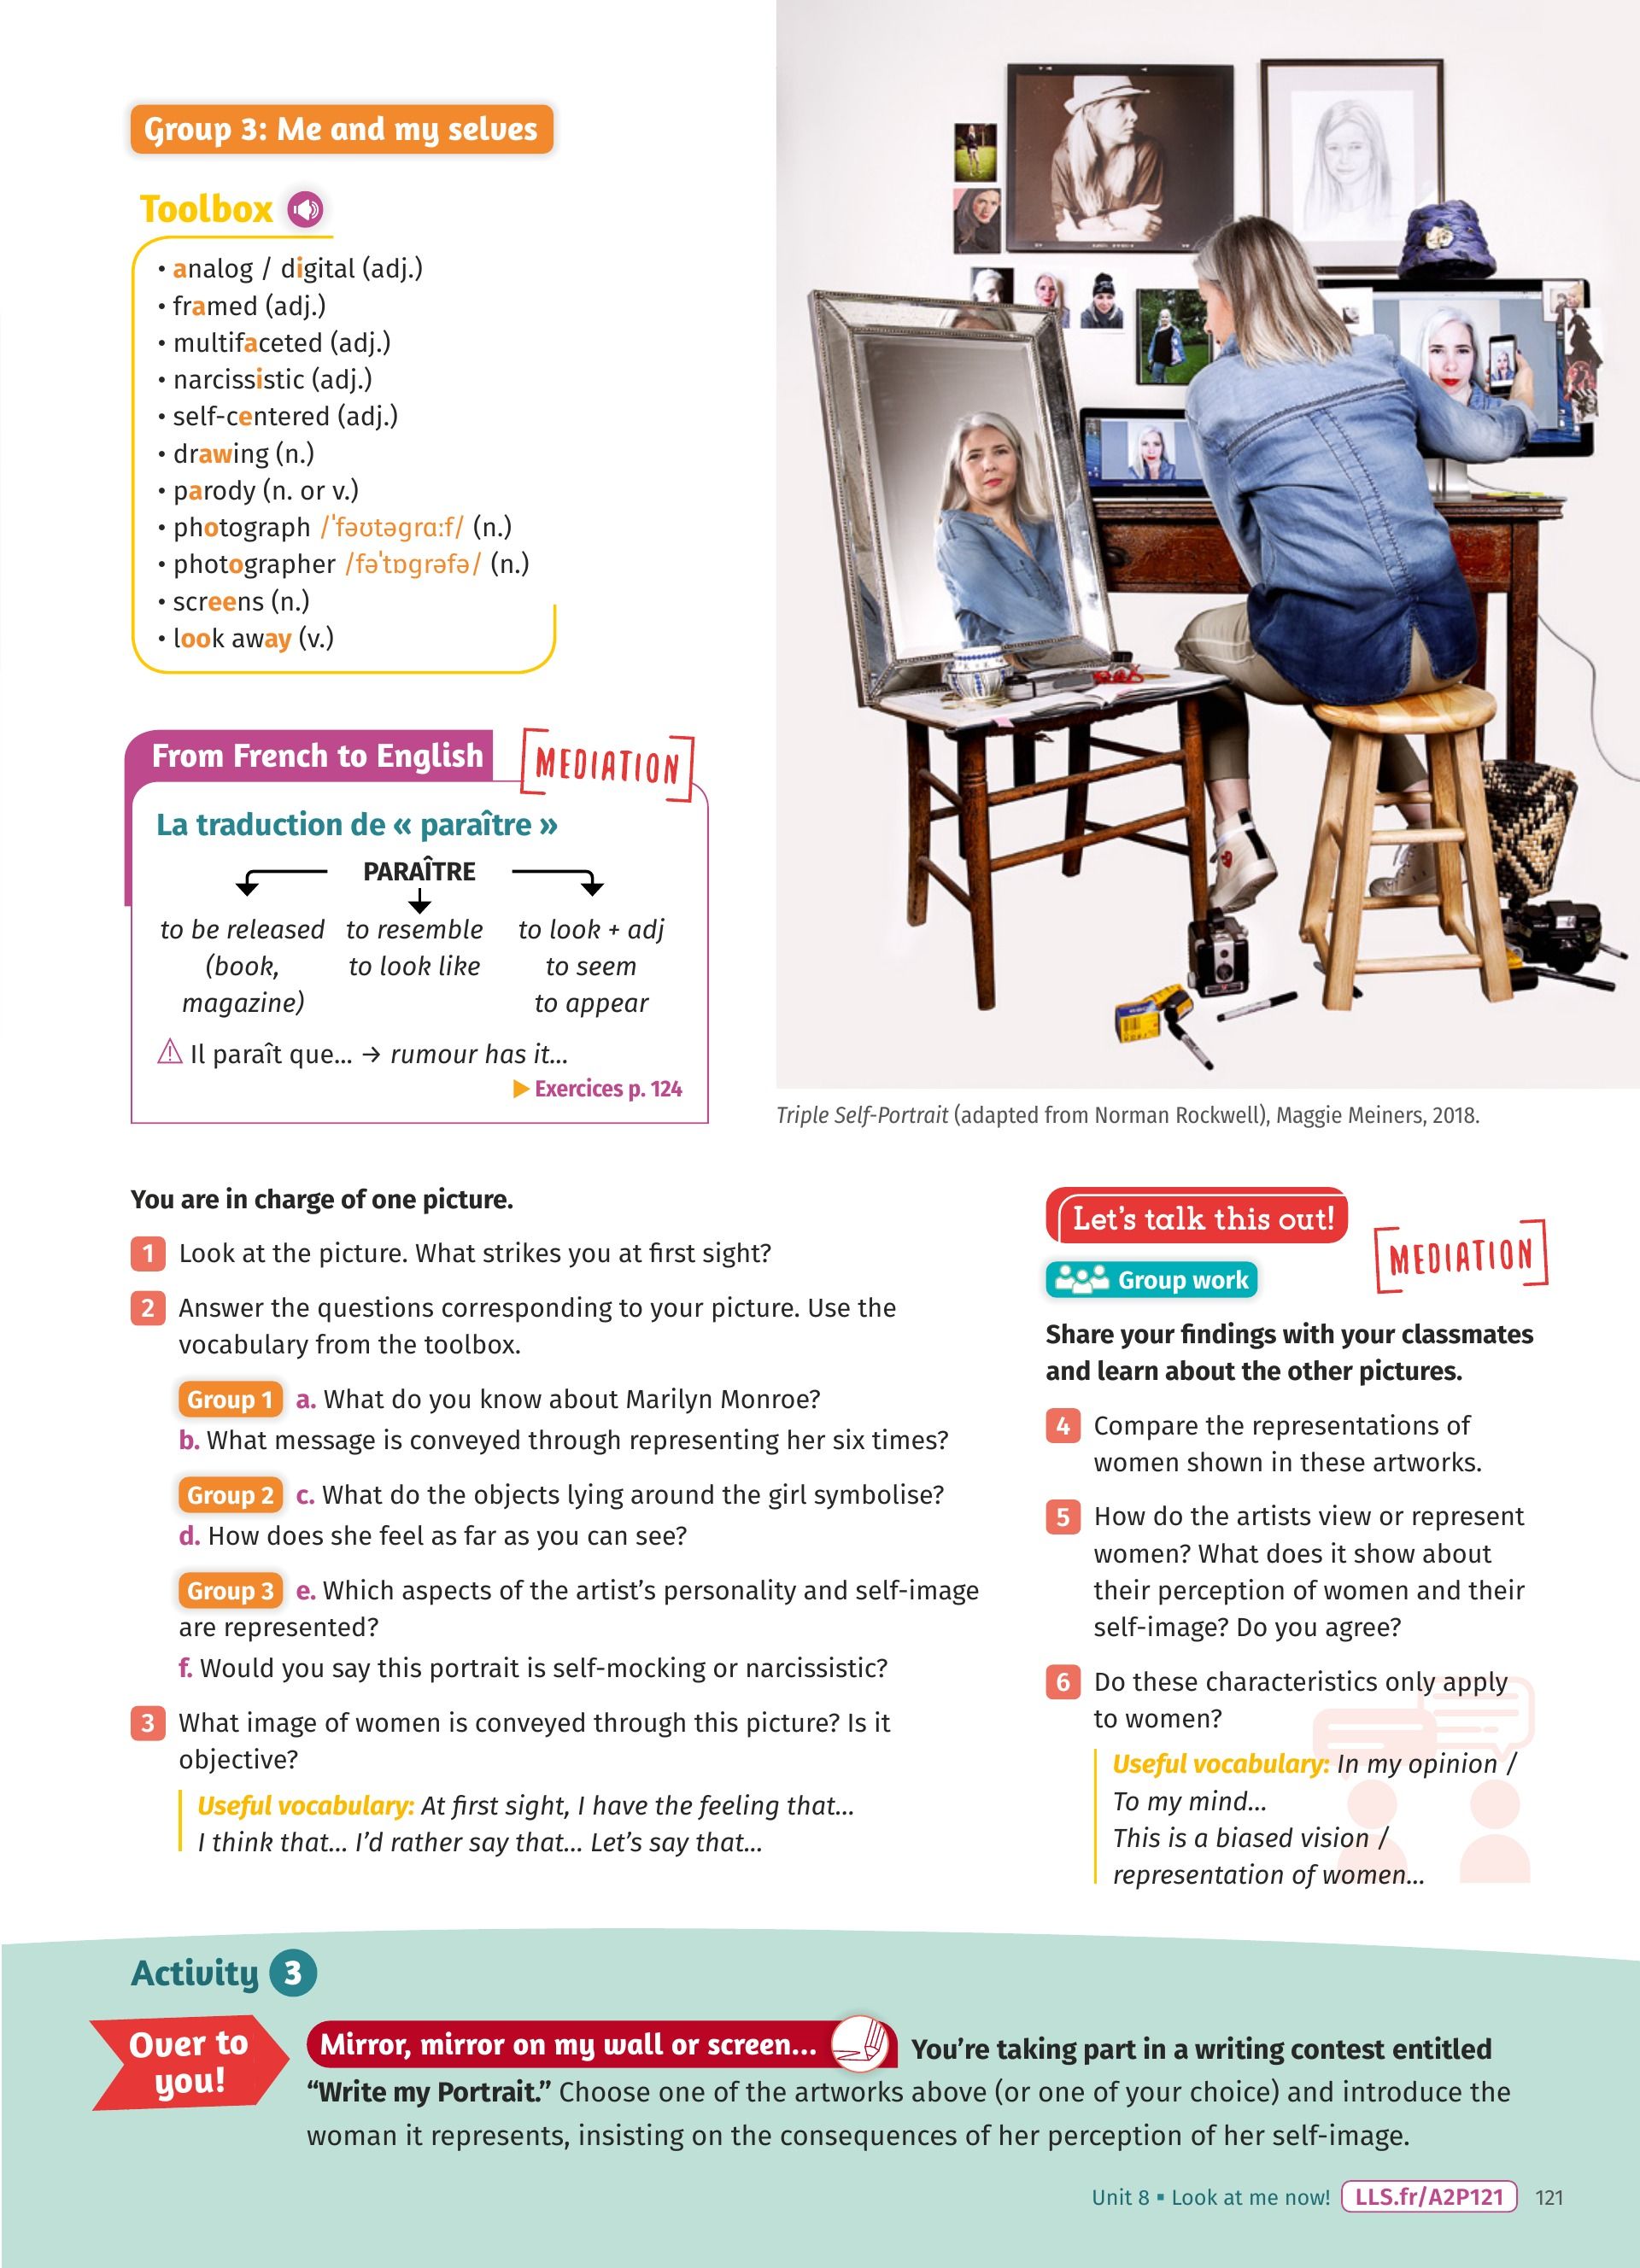 Group 3: Me and my selves
Toolbox
• analog / digital (adj.)
• framed (adj.)
• multifaceted (adj.)
• narcissistic (adj.)
• self-centered (adj.)
• drawing (n.)
• parody (n. or v.)
• photograph /ˈfəʊtəgrɑːf/ (n.)
• photographer /fəˈtɒgrəfə/ (n.)
• screens (n.)
• look away (v.)
From French to English
MEDIATION
La traduction de « paraître »
PARAÎTRE
to be released
(book,
magazine)
to resemble
to look like
to look + adj
to seem
to appear
⚠ Il paraît que... → rumour has it...
▶ Exercices p. 124
Triple Self-Portrait (adapted from Norman Rockwell), Maggie Meiners, 2018.
You are in charge of one picture.
1 Look at the picture. What strikes you at first sight?
2 Answer the questions corresponding to your picture. Use the
vocabulary from the toolbox.
Group 1 a. What do you know about Marilyn Monroe?
b. What message is conveyed through representing her six times?
Group 2 c. What do the objects lying around the girl symbolise?
d. How does she feel as far as you can see?
Group 3 e. Which aspects of the artist's personality and self-image
are represented?
f. Would you say this portrait is self-mocking or narcissistic?
3 What image of women is conveyed through this picture? Is it
objective?
Useful vocabulary: At first sight, I have the feeling that...
I think that... I'd rather say that... Let's say that...
Let's talk this out!
MEDIATION
Group work
Share your findings with your classmates
and learn about the other pictures.
4 Compare the representations of
women shown in these artworks.
5 How do the artists view or represent
women? What does it show about
their perception of women and their
self-image? Do you agree?
6 Do these characteristics only apply
to women?
Useful vocabulary: In my opinion /
To my mind...
This is a biased vision /
representation of women...
Activity 3
Over to
you!
Mirror, mirror on my wall or screen... You're taking part in a writing contest entitled
“Write my Portrait.” Choose one of the artworks above (or one of your choice) and introduce the
woman it represents, insisting on the consequences of her perception of her self-image.
Unit 8 ▪ Look at me now! LLS.fr/A2P121 121